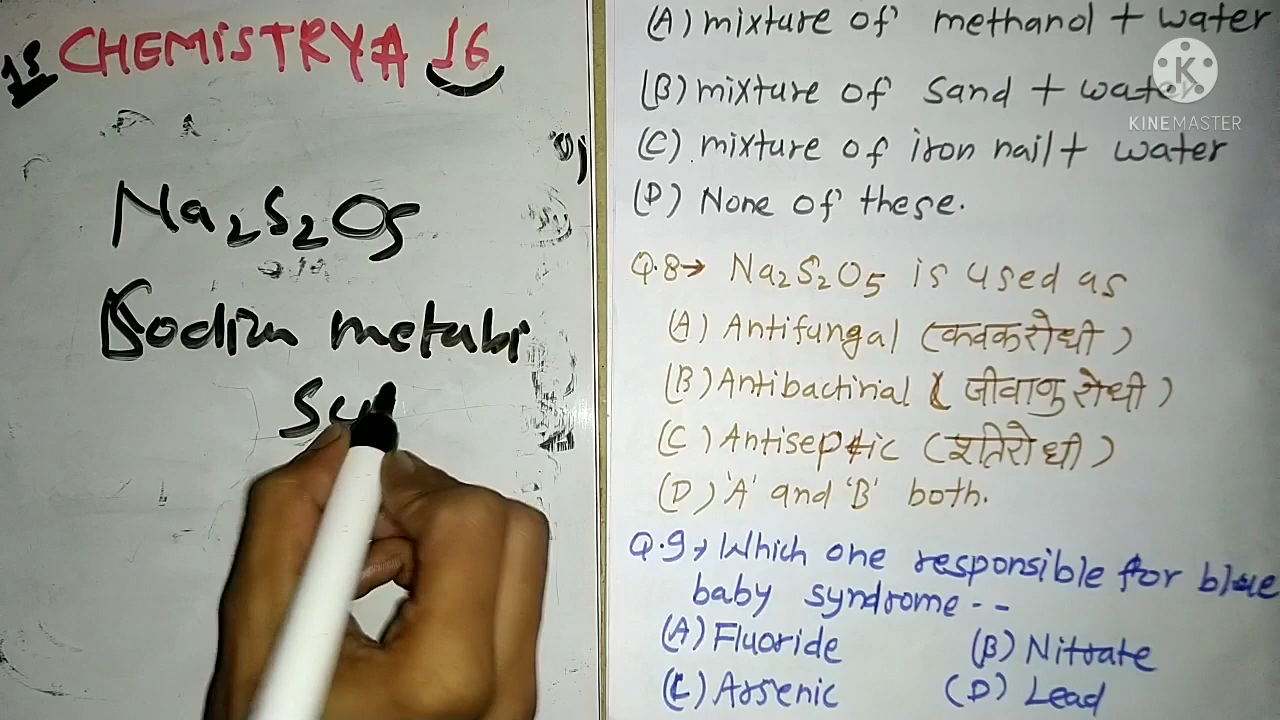 CHEMISTRY A 16
Na2S2O5
Sodium metabi
Su
(A) mixture of methanol + water
(B) mixture of sand + water
(C) mixture of iron nail + water
(D) None of these.
Q.8→ Na2S2O5 is used as
(A) Antifungal (कवकरोधी)
(B) Antibactirial (जीवाणु रोधी)
(C) Antiseptic (शतिरोधी)
(D) 'A' and 'B' both.
Q.9→ Which one responsible for blue
baby syndrome --
(A) Fluoride (B) Nitrate
(C) Arsenic (D) Lead
K
KINEMASTER